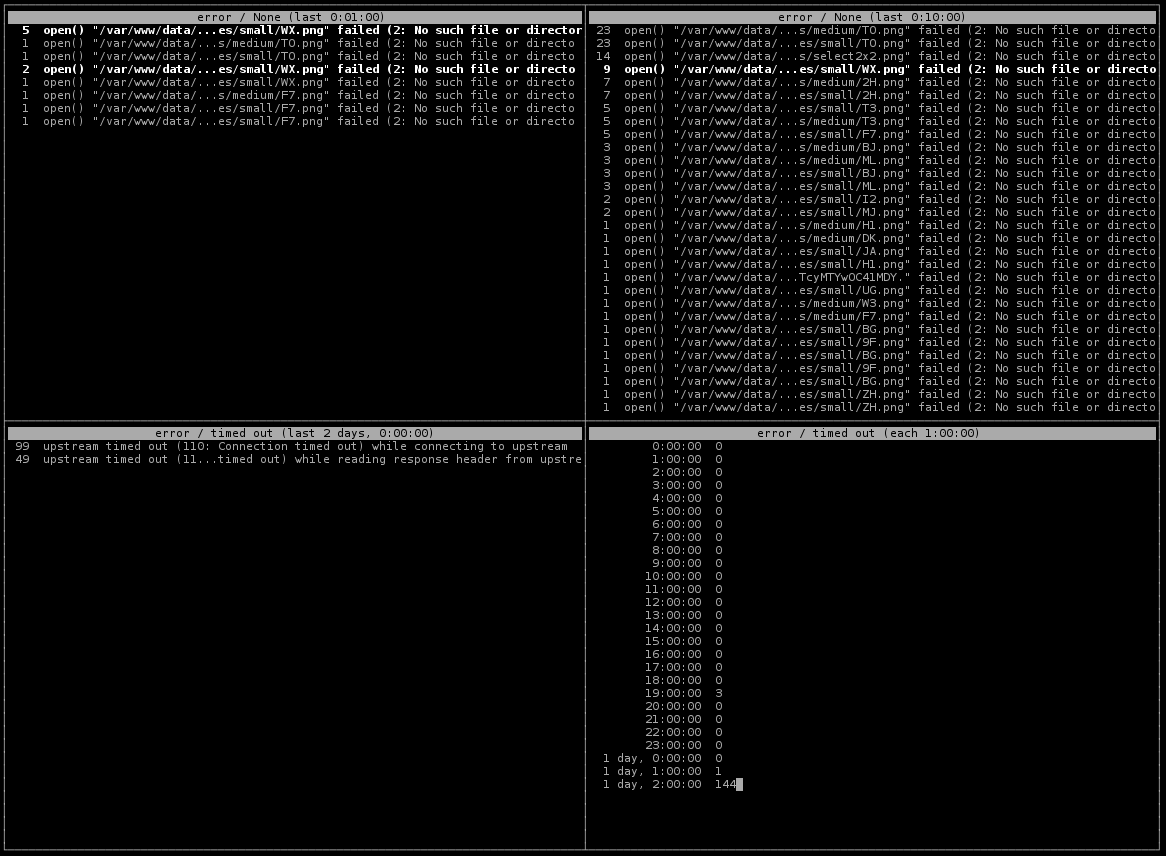 error / None (last 0:01:00)
5 open() "/var/www/data/...es/small/WX.png" failed (2: No such file or director
1 open() "/var/www/data/...s/medium/TO.png" failed (2: No such file or directo
1 open() "/var/www/data/...es/small/TO.png" failed (2: No such file or directo
2 open() "/var/www/data/...es/small/WX.png" failed (2: No such file or directo
1 open() "/var/www/data/...es/small/WX.png" failed (2: No such file or directo
1 open() "/var/www/data/...s/medium/F7.png" failed (2: No such file or directo
1 open() "/var/www/data/...es/small/F7.png" failed (2: No such file or directo
1 open() "/var/www/data/...es/small/F7.png" failed (2: No such file or directo
error / None (last 0:10:00)
23 open() "/var/www/data/...s/medium/TO.png" failed (2: No such file or directo
23 open() "/var/www/data/...es/small/TO.png" failed (2: No such file or directo
14 open() "/var/www/data/...s/select2x2.png" failed (2: No such file or directo
9 open() "/var/www/data/...es/small/WX.png" failed (2: No such file or directo
7 open() "/var/www/data/...s/medium/2H.png" failed (2: No such file or directo
7 open() "/var/www/data/...es/small/2H.png" failed (2: No such file or directo
5 open() "/var/www/data/...es/small/T3.png" failed (2: No such file or directo
5 open() "/var/www/data/...s/medium/T3.png" failed (2: No such file or directo
5 open() "/var/www/data/...es/small/F7.png" failed (2: No such file or directo
3 open() "/var/www/data/...s/medium/BJ.png" failed (2: No such file or directo
3 open() "/var/www/data/...s/medium/ML.png" failed (2: No such file or directo
3 open() "/var/www/data/...es/small/BJ.png" failed (2: No such file or directo
3 open() "/var/www/data/...es/small/ML.png" failed (2: No such file or directo
2 open() "/var/www/data/...es/small/I2.png" failed (2: No such file or directo
2 open() "/var/www/data/...es/small/MJ.png" failed (2: No such file or directo
1 open() "/var/www/data/...s/medium/H1.png" failed (2: No such file or directo
1 open() "/var/www/data/...s/medium/DK.png" failed (2: No such file or directo
1 open() "/var/www/data/...es/small/JA.png" failed (2: No such file or directo
1 open() "/var/www/data/...es/small/H1.png" failed (2: No such file or directo
1 open() "/var/www/data/...TcyMTYwOC41MDY." failed (2: No such file or directo
1 open() "/var/www/data/...es/small/UG.png" failed (2: No such file or directo
1 open() "/var/www/data/...s/medium/W3.png" failed (2: No such file or directo
1 open() "/var/www/data/...s/medium/F7.png" failed (2: No such file or directo
1 open() "/var/www/data/...es/small/BG.png" failed (2: No such file or directo
1 open() "/var/www/data/...es/small/9F.png" failed (2: No such file or directo
1 open() "/var/www/data/...es/small/BG.png" failed (2: No such file or directo
1 open() "/var/www/data/...es/small/9F.png" failed (2: No such file or directo
1 open() "/var/www/data/...es/small/BG.png" failed (2: No such file or directo
1 open() "/var/www/data/...es/small/ZH.png" failed (2: No such file or directo
1 open() "/var/www/data/...es/small/ZH.png" failed (2: No such file or directo
error / timed out (last 2 days, 0:00:00)
99 upstream timed out (110: Connection timed out) while connecting to upstream
49 upstream timed out (11...timed out) while reading response header from upstre
error / timed out (each 1:00:00)
0:00:00 0
1:00:00 0
2:00:00 0
3:00:00 0
4:00:00 0
5:00:00 0
6:00:00 0
7:00:00 0
8:00:00 0
9:00:00 0
10:00:00 0
11:00:00 0
12:00:00 0
13:00:00 0
14:00:00 0
15:00:00 0
16:00:00 0
17:00:00 0
18:00:00 0
19:00:00 3
20:00:00 0
21:00:00 0
22:00:00 0
23:00:00 0
1 day, 0:00:00 0
1 day, 1:00:00 1
1 day, 2:00:00 144